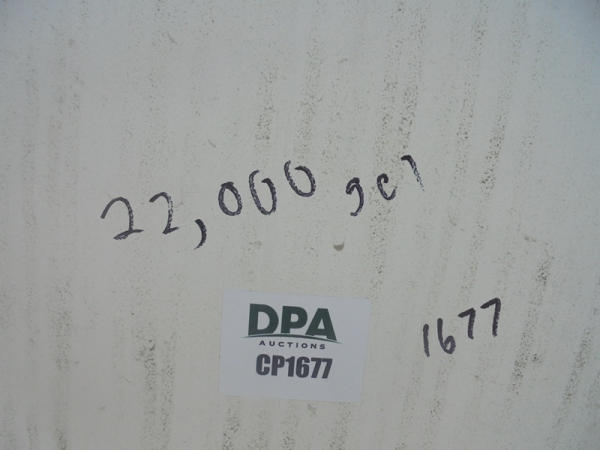 22,000 gal
1677
DPA
AUCTIONS
CP1677